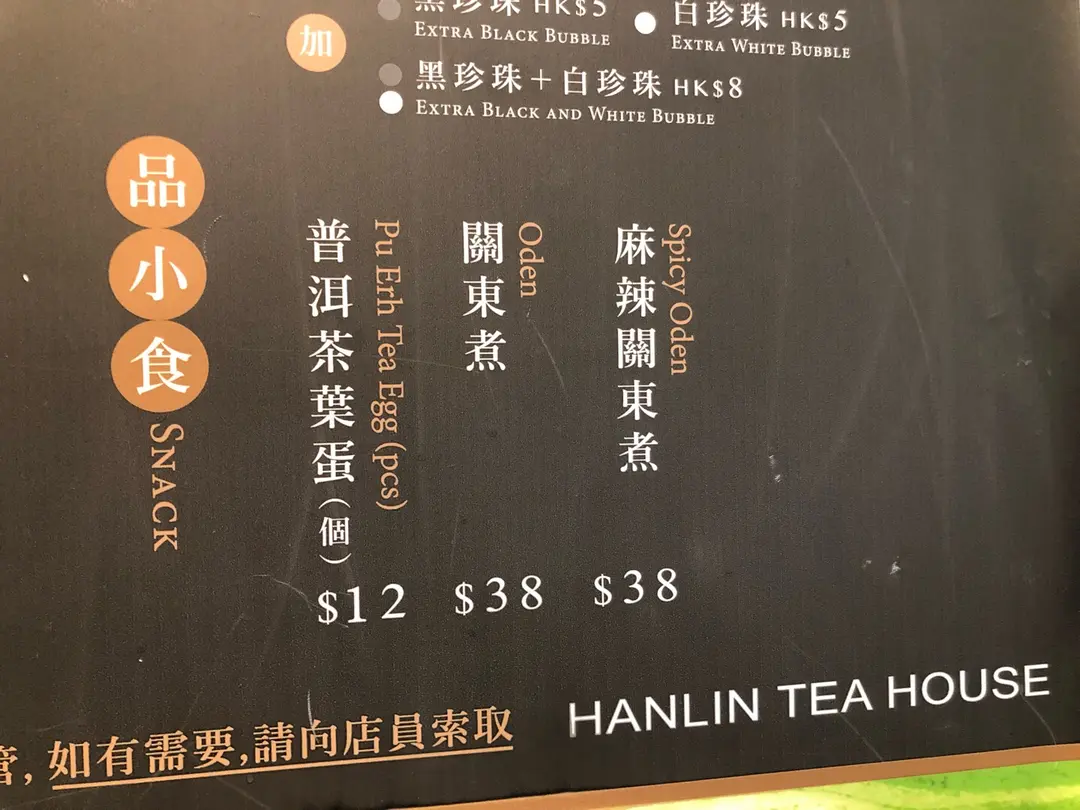 加
黑珍珠 HK$5
EXTRA BLACK BUBBLE
白珍珠 HK$5
EXTRA WHITE BUBBLE
黑珍珠+白珍珠 HK$8
EXTRA BLACK AND WHITE BUBBLE
品小食
SNACK
普洱茶葉蛋(個)
Pu Erh Tea Egg (pcs)
$12
關東煮
Oden
$38
麻辣關東煮
Spicy Oden
$38
HANLIN TEA HOUSE
管, 如有需要,請向店員索取